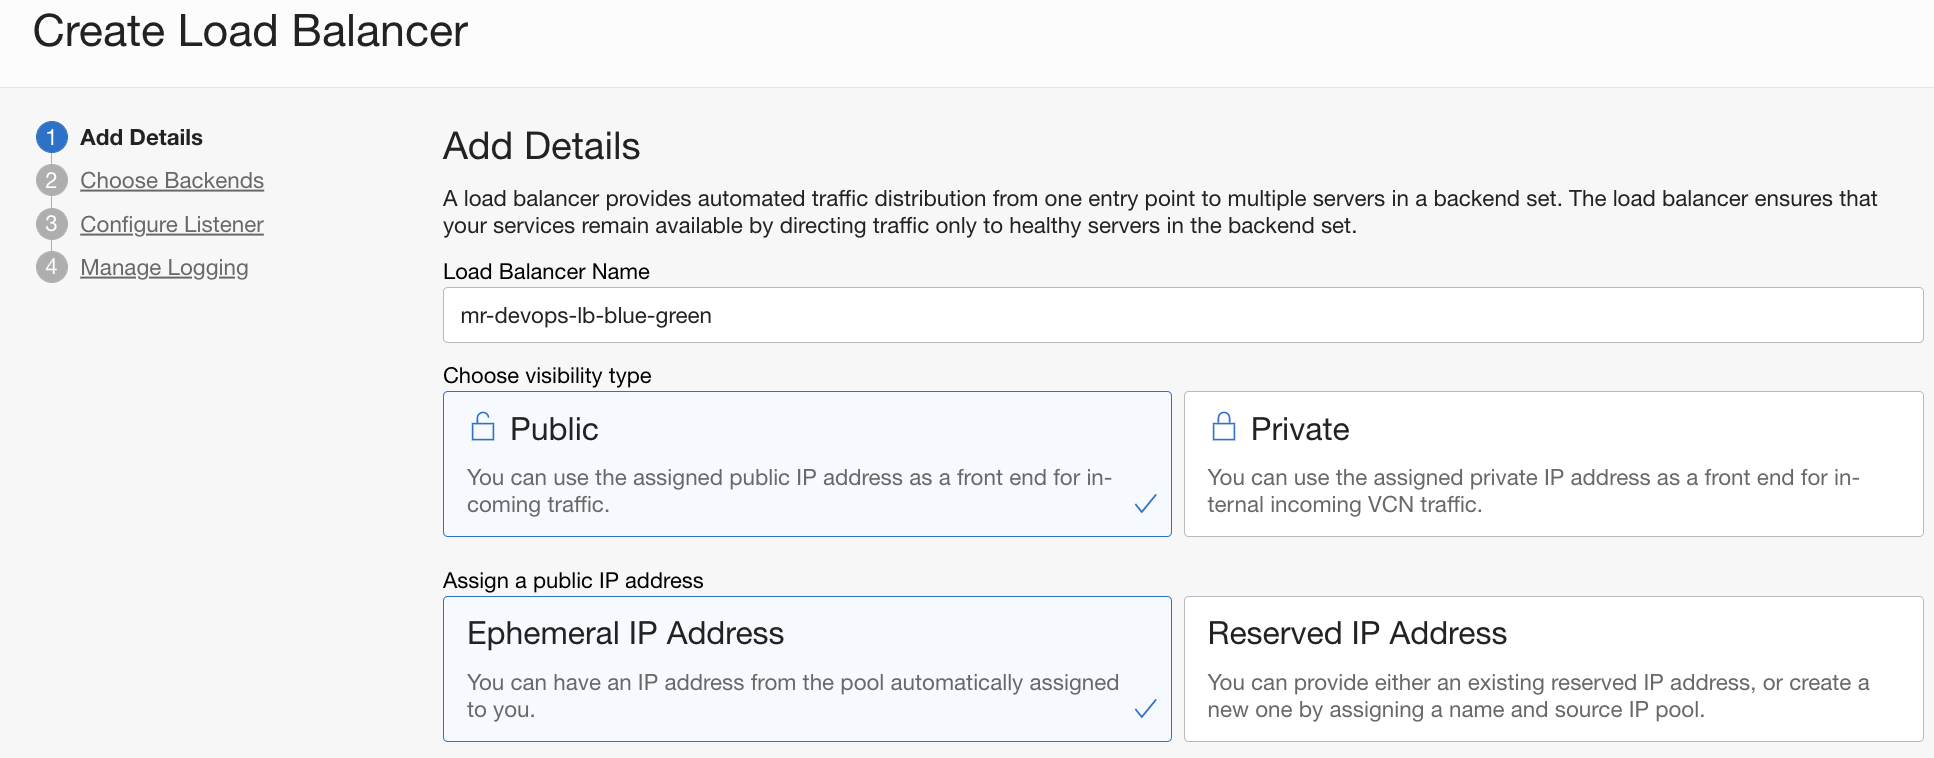 Create Load Balancer
1 Add Details
2 Choose Backends
3 Configure Listener
4 Manage Logging
Add Details
A load balancer provides automated traffic distribution from one entry point to multiple servers in a backend set. The load balancer ensures that
your services remain available by directing traffic only to healthy servers in the backend set.
Load Balancer Name
mr-devops-lb-blue-green
Choose visibility type
Public
You can use the assigned public IP address as a front end for in-
coming traffic.
Private
You can use the assigned private IP address as a front end for in-
ternal incoming VCN traffic.
Assign a public IP address
Ephemeral IP Address
You can have an IP address from the pool automatically assigned
to you.
Reserved IP Address
You can provide either an existing reserved IP address, or create a
new one by assigning a name and source IP pool.